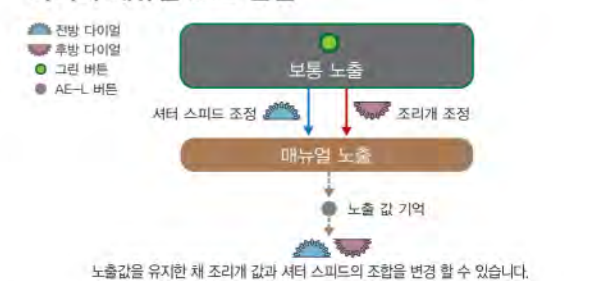 전방 다이얼
후방 다이얼
그린 버튼
AE-L 버튼
보통 노출
셔터 스피드 조정
조리개 조정
매뉴얼 노출
노출 값 기억
노출값을 유지한 채 조리개 값과 셔터 스피드의 조합을 변경 할 수 있습니다.